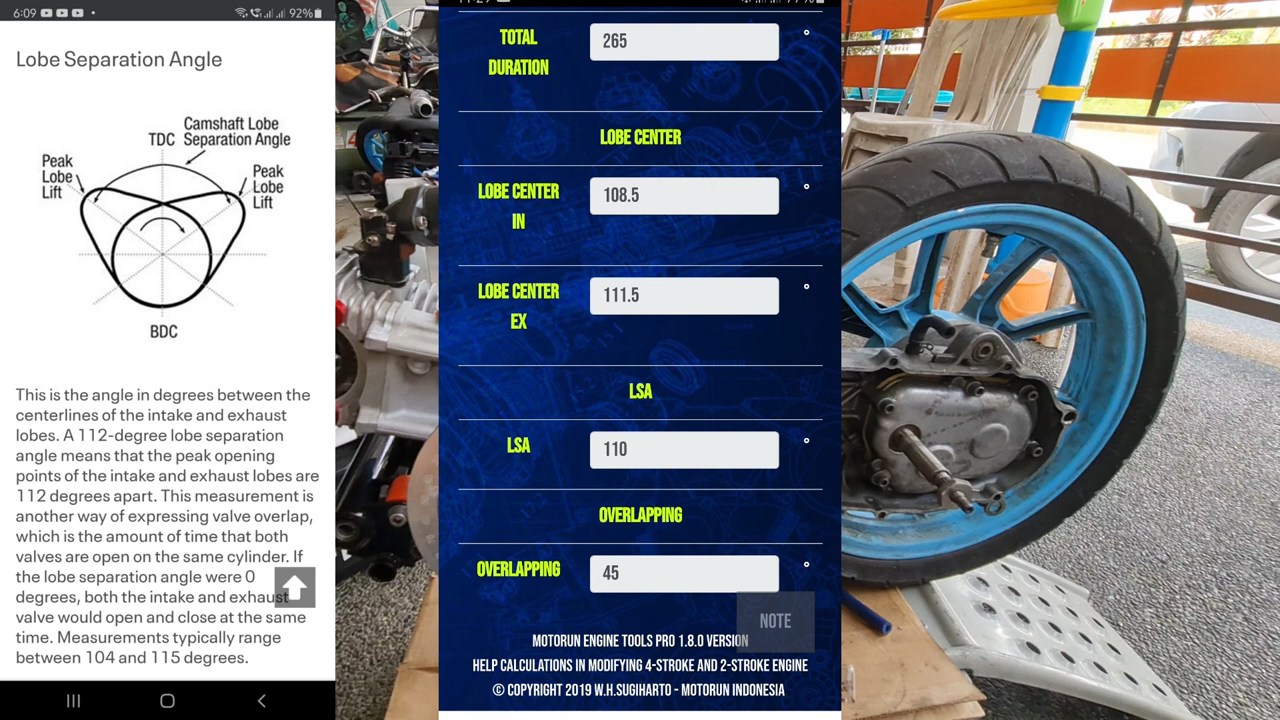 6:09
92%
Lobe Separation Angle
Camshaft Lobe
TDC Separation Angle
Peak
Lobe
Lift
Peak
Lobe
Lift
BDC
This is the angle in degrees between the
centerlines of the intake and exhaust
lobes. A 112-degree lobe separation
angle means that the peak opening
points of the intake and exhaust lobes are
112 degrees apart. This measurement is
another way of expressing valve overlap,
which is the amount of time that both
valves are open on the same cylinder. If
the lobe separation angle were 0
degrees, both the intake and exhaust
valve would open and close at the same
time. Measurements typically range
between 104 and 115 degrees.
TOTAL
DURATION
265 °
LOBE CENTER
LOBE CENTER
IN
108.5 °
LOBE CENTER
EX
111.5 °
LSA
LSA 110 °
OVERLAPPING
OVERLAPPING 45 °
NOTE
MOTORUN ENGINE TOOLS PRO 1.8.0 VERSION
HELP CALCULATIONS IN MODIFYING 4-STROKE AND 2-STROKE ENGINE
© COPYRIGHT 2019 W.H.SUGIHARTO - MOTORUN INDONESIA